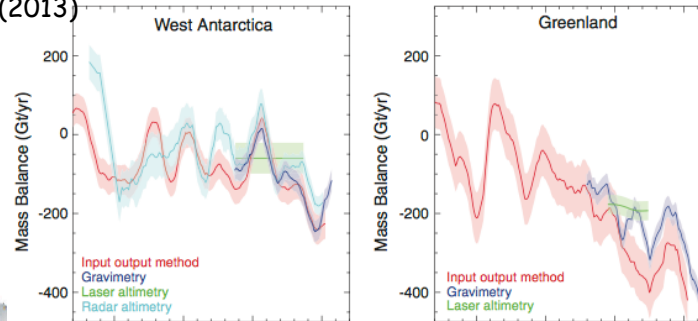 (2013)
West Antarctica
200
0
-200
-400
Mass Balance (Gt/yr)
Input output method
Gravimetry
Laser altimetry
Radar altimetry
Greenland
200
0
-200
-400
Mass Balance (Gt/yr)
Input output method
Gravimetry
Laser altimetry